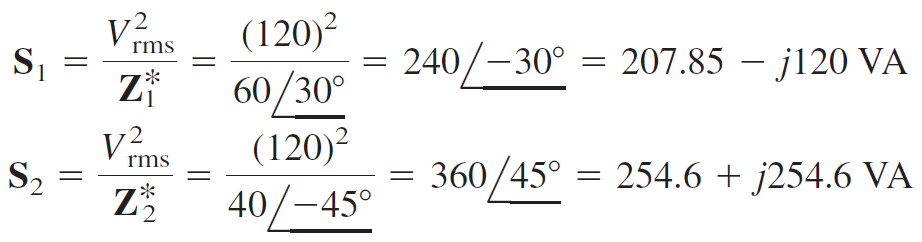 S₁ = V²rms / Z₁* = (120)² / 60∠30° = 240∠−30° = 207.85 − j120 VA
S₂ = V²rms / Z₂* = (120)² / 40∠−45° = 360∠45° = 254.6 + j254.6 VA